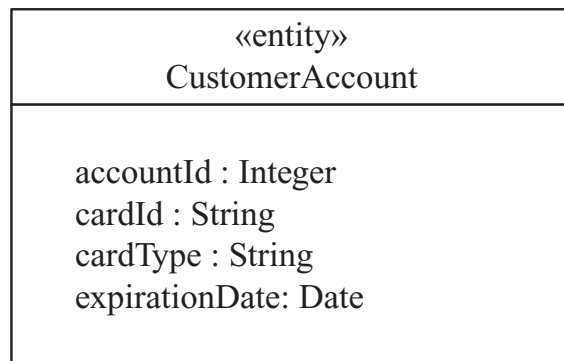 «entity»
CustomerAccount
accountId : Integer
cardId : String
cardType : String
expirationDate: Date